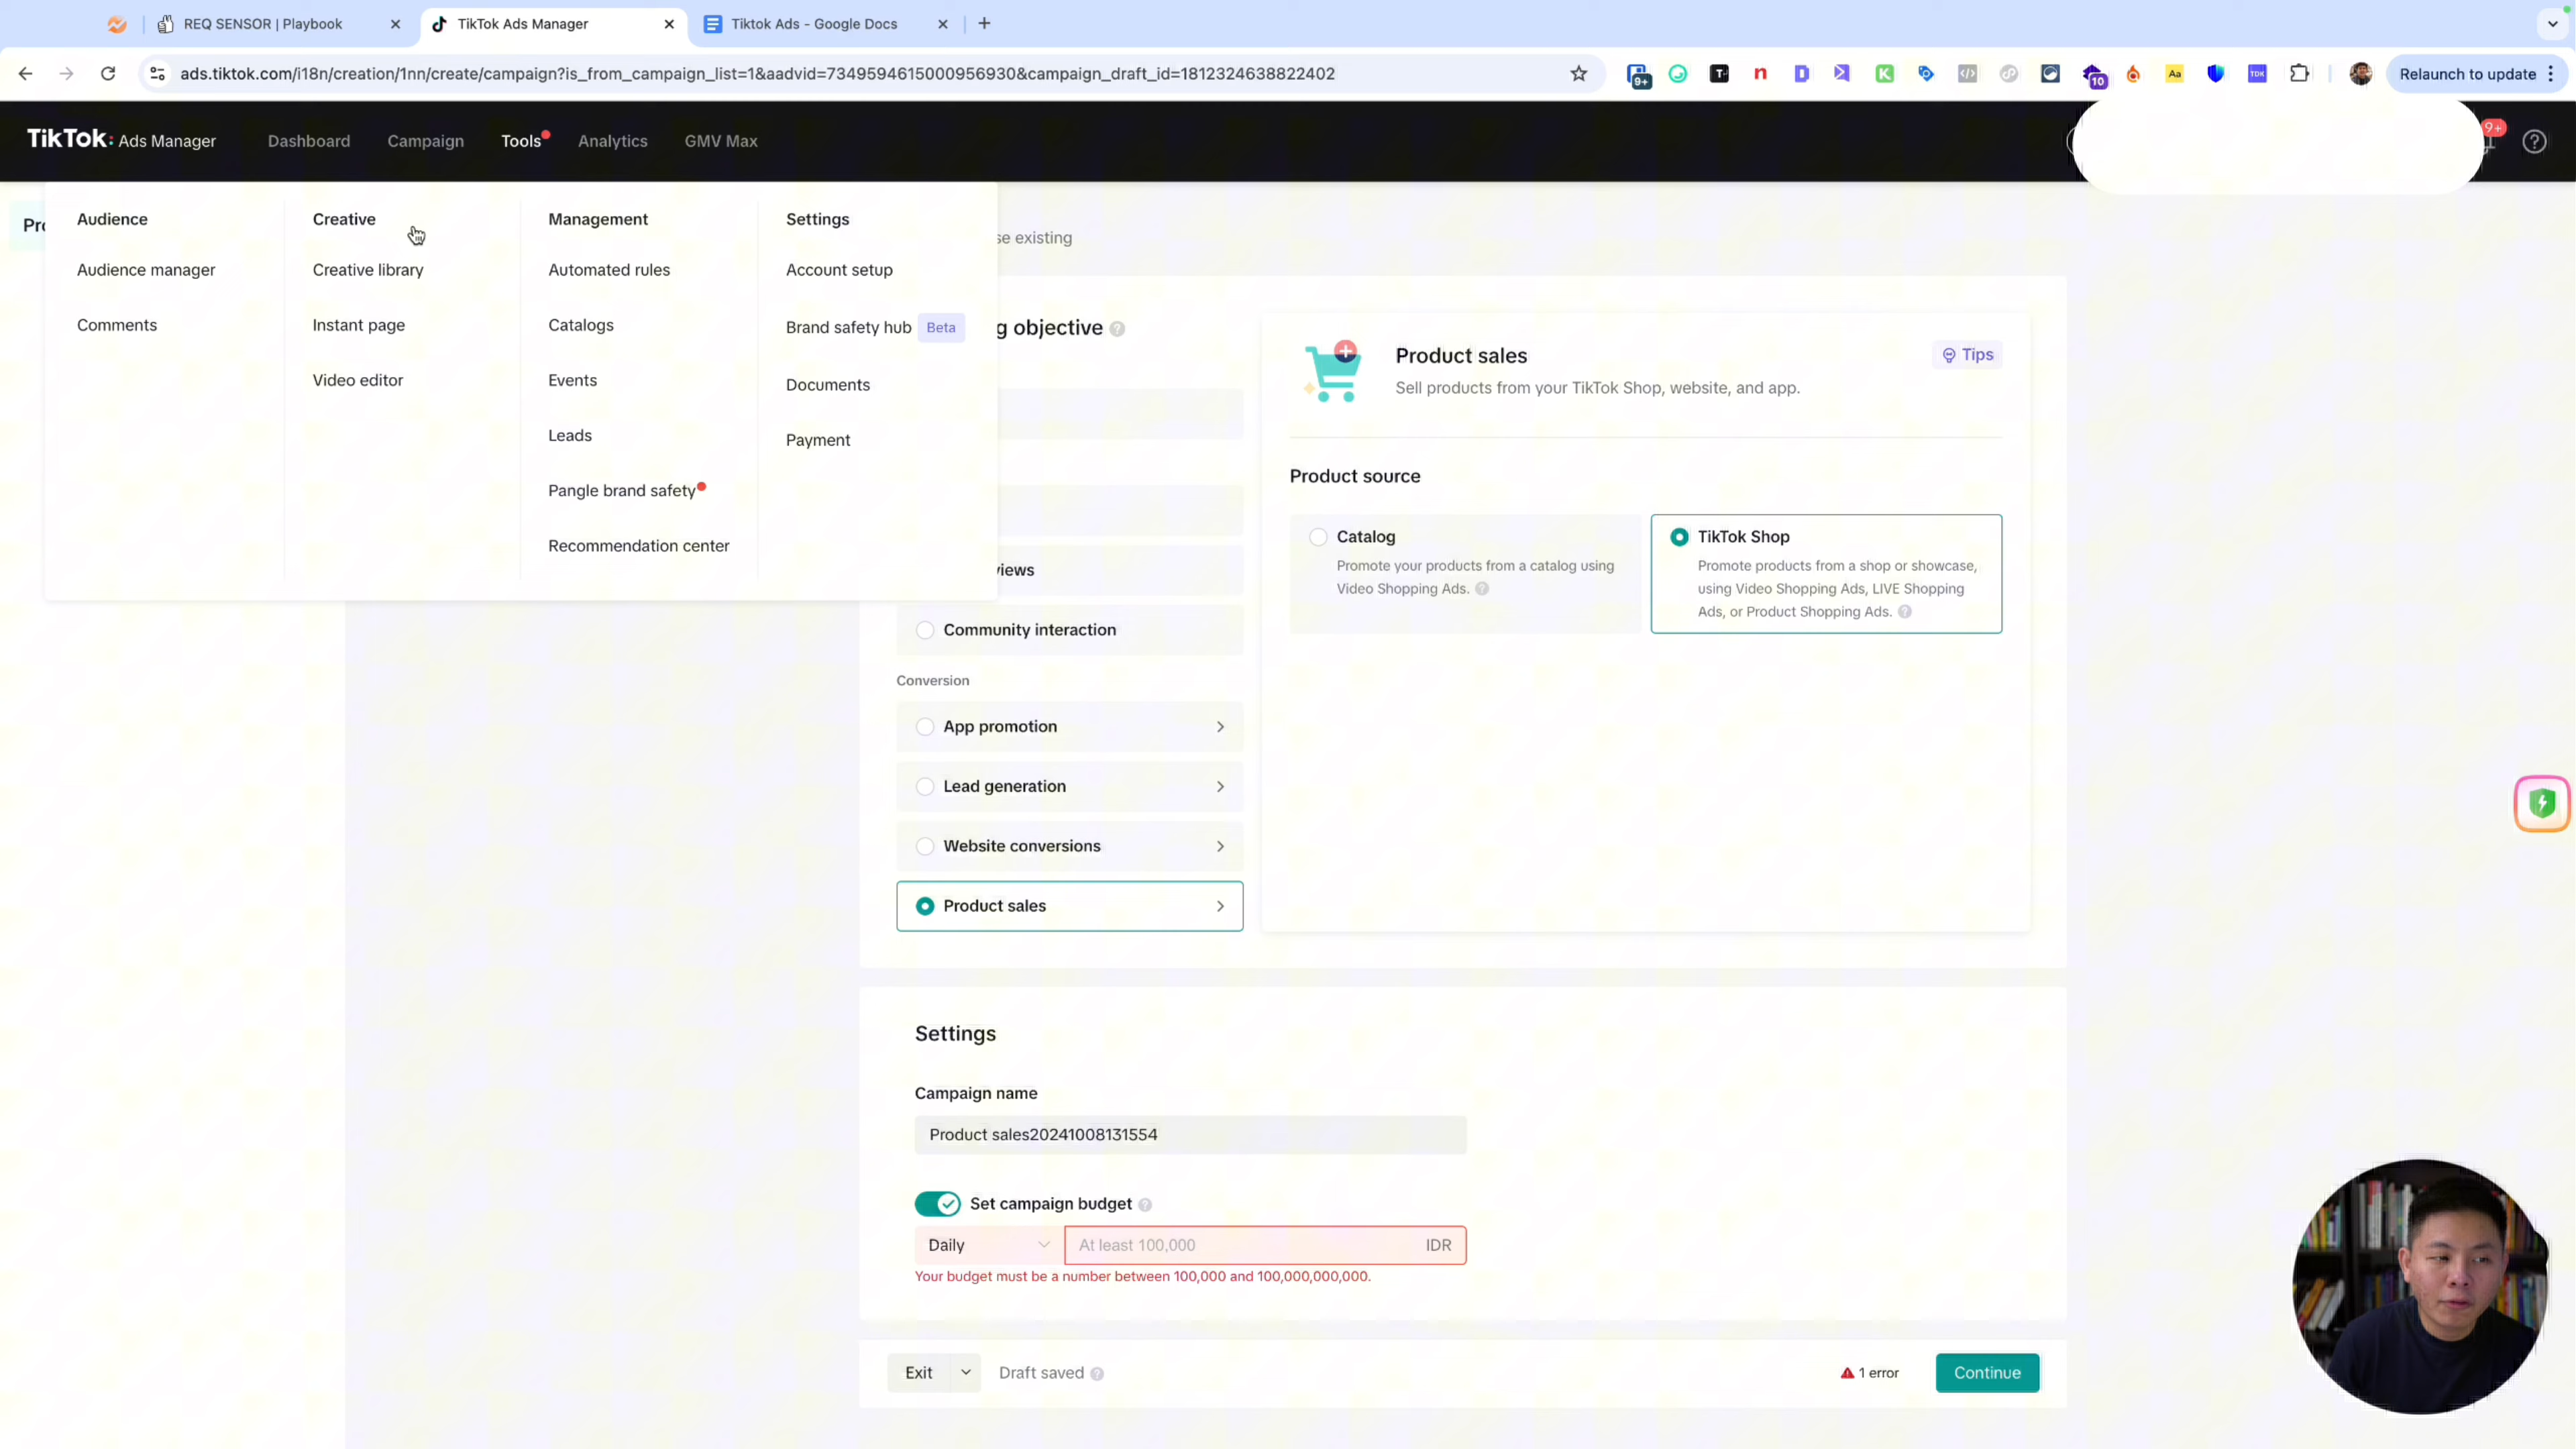 REQ SENSOR | Playbook
TikTok Ads Manager
Tiktok Ads - Google Docs
ads.tiktok.com/i18n/creation/1nn/create/campaign?is_from_campaign_list=1&aadvid=7349594615000956930&campaign_draft_id=1812324638822402
9+
10
Aa
TDK
Relaunch to update
TikTok: Ads Manager
Dashboard
Campaign
Tools
Analytics
GMV Max
9+
Pro
Audience
Audience manager
Comments
Creative
Creative library
Instant page
Video editor
Management
Automated rules
Catalogs
Events
Leads
Pangle brand safety
Recommendation center
Settings
Account setup
Brand safety hub Beta
Documents
Payment
se existing
g objective
views
Community interaction
Conversion
App promotion
Lead generation
Website conversions
Product sales
Product sales
Sell products from your TikTok Shop, website, and app.
Tips
Product source
Catalog
Promote your products from a catalog using
Video Shopping Ads.
TikTok Shop
Promote products from a shop or showcase,
using Video Shopping Ads, LIVE Shopping
Ads, or Product Shopping Ads.
Settings
Campaign name
Product sales20241008131554
Set campaign budget
Daily
At least 100,000
IDR
Your budget must be a number between 100,000 and 100,000,000,000.
Exit
Draft saved
1 error
Continue